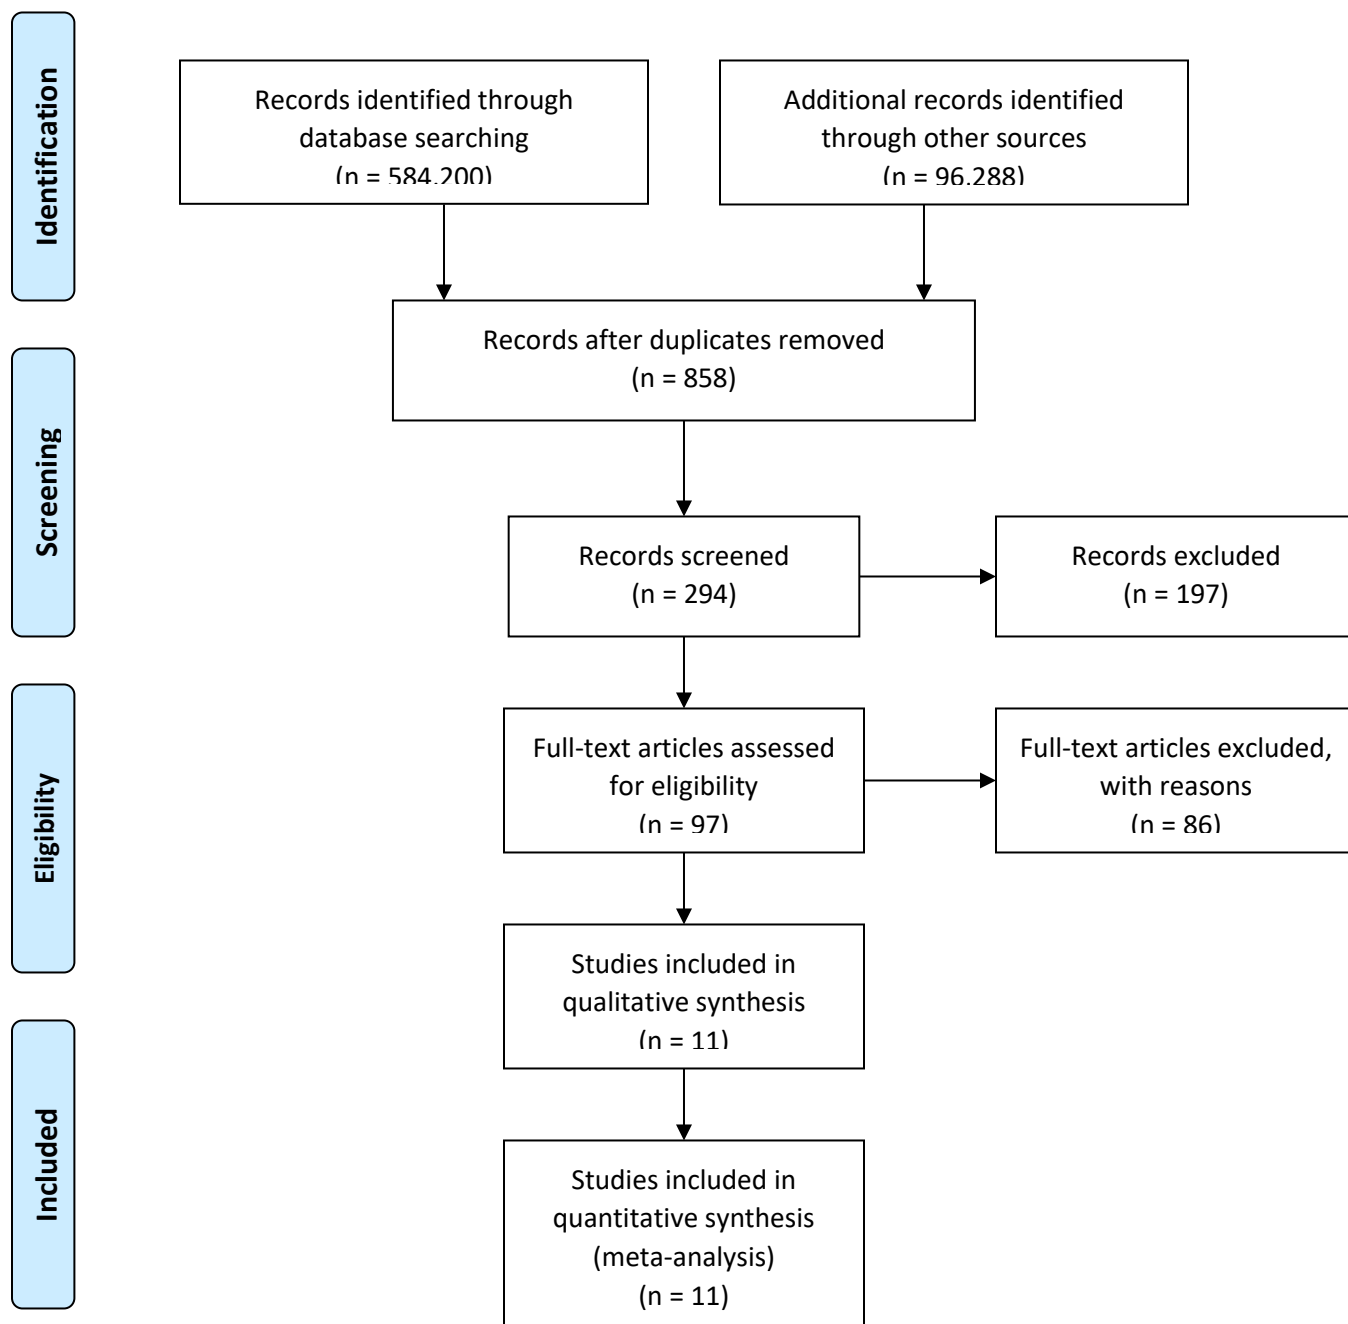 Identification
Records identified through
database searching
(n = 584.200)
Additional records identified
through other sources
(n = 96.288)
Records after duplicates removed
(n = 858)
Screening
Records screened
(n = 294)
Records excluded
(n = 197)
Eligibility
Full-text articles assessed
for eligibility
(n = 97)
Full-text articles excluded,
with reasons
(n = 86)
Studies included in
qualitative synthesis
(n = 11)
Included
Studies included in
quantitative synthesis
(meta-analysis)
(n = 11)